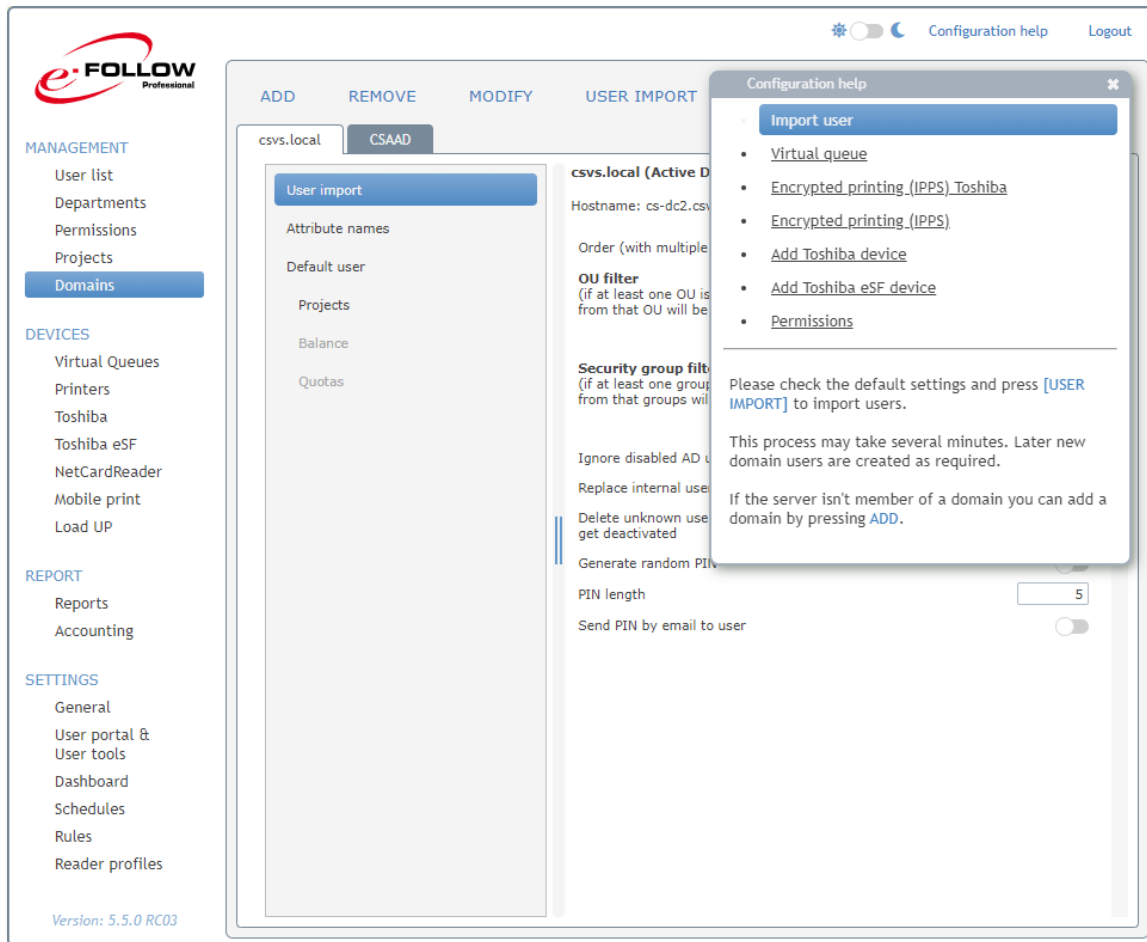 Configuration help
Logout
e-FOLLOW
Professional
MANAGEMENT
User list
Departments
Permissions
Projects
Domains
DEVICES
Virtual Queues
Printers
Toshiba
Toshiba eSF
NetCardReader
Mobile print
Load UP
REPORT
Reports
Accounting
SETTINGS
General
User portal &
User tools
Dashboard
Schedules
Rules
Reader profiles
Version: 5.5.0 RC03
ADD REMOVE MODIFY USER IMPORT
csvs.local CSAAD
User import
Attribute names
Default user
Projects
Balance
Quotas
csvs.local (Active D
Hostname: cs-dc2.csv
Order (with multiple
OU filter
(if at least one OU is
from that OU will be
Security group filt
(if at least one group
from that groups wil
Ignore disabled AD u
Replace internal use
Delete unknown use
get deactivated
Generate random PIN
PIN length 5
Send PIN by email to user
Configuration help
Import user
Virtual queue
Encrypted printing (IPPS) Toshiba
Encrypted printing (IPPS)
Add Toshiba device
Add Toshiba eSF device
Permissions
Please check the default settings and press [USER
IMPORT] to import users.
This process may take several minutes. Later new
domain users are created as required.
If the server isn't member of a domain you can add a
domain by pressing ADD.